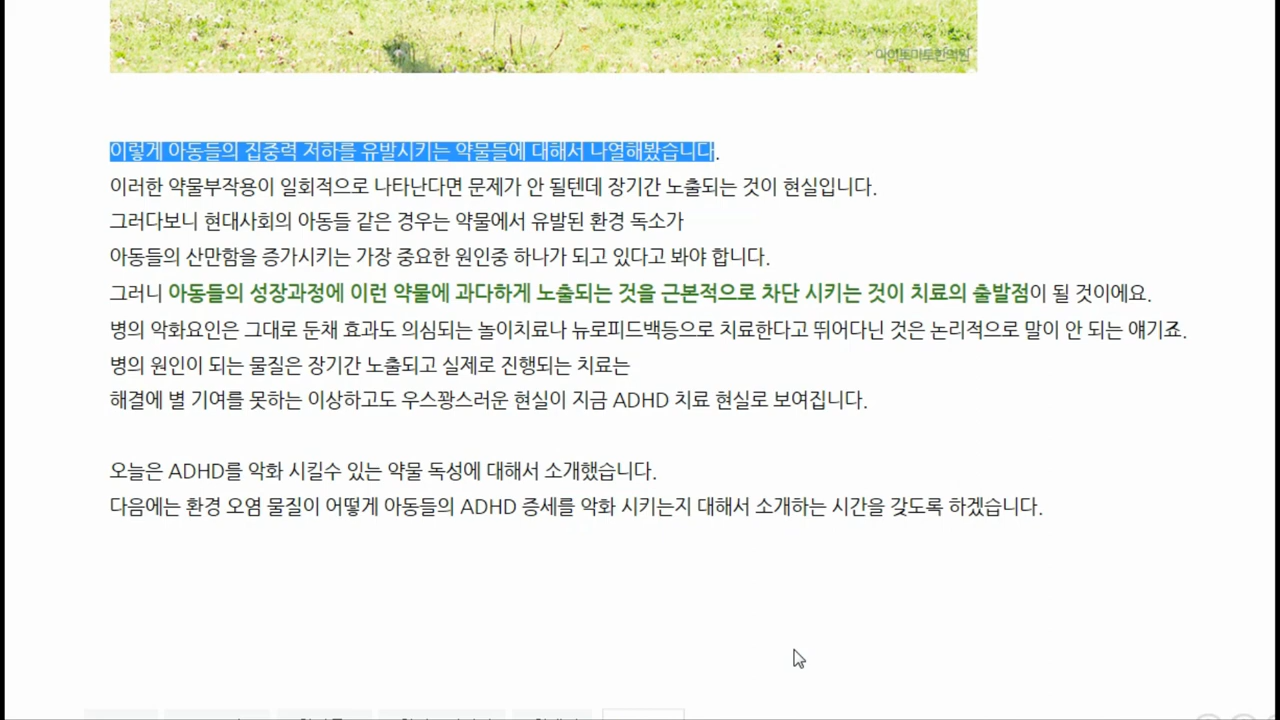 아이토마토한의원
이렇게 아동들의 집중력 저하를 유발시키는 약물들에 대해서 나열해봤습니다.
이러한 약물부작용이 일회적으로 나타난다면 문제가 안 될텐데 장기간 노출되는 것이 현실입니다.
그러다보니 현대사회의 아동들 같은 경우는 약물에서 유발된 환경 독소가
아동들의 산만함을 증가시키는 가장 중요한 원인중 하나가 되고 있다고 봐야 합니다.
그러니 아동들의 성장과정에 이런 약물에 과다하게 노출되는 것을 근본적으로 차단 시키는 것이 치료의 출발점이 될 것이에요.
병의 악화요인은 그대로 둔채 효과도 의심되는 놀이치료나 뉴로피드백등으로 치료한다고 뛰어다닌 것은 논리적으로 말이 안 되는 얘기죠.
병의 원인이 되는 물질은 장기간 노출되고 실제로 진행되는 치료는
해결에 별 기여를 못하는 이상하고도 우스꽝스러운 현실이 지금 ADHD 치료 현실로 보여집니다.
오늘은 ADHD를 악화 시킬수 있는 약물 독성에 대해서 소개했습니다.
다음에는 환경 오염 물질이 어떻게 아동들의 ADHD 증세를 악화 시키는지 대해서 소개하는 시간을 갖도록 하겠습니다.